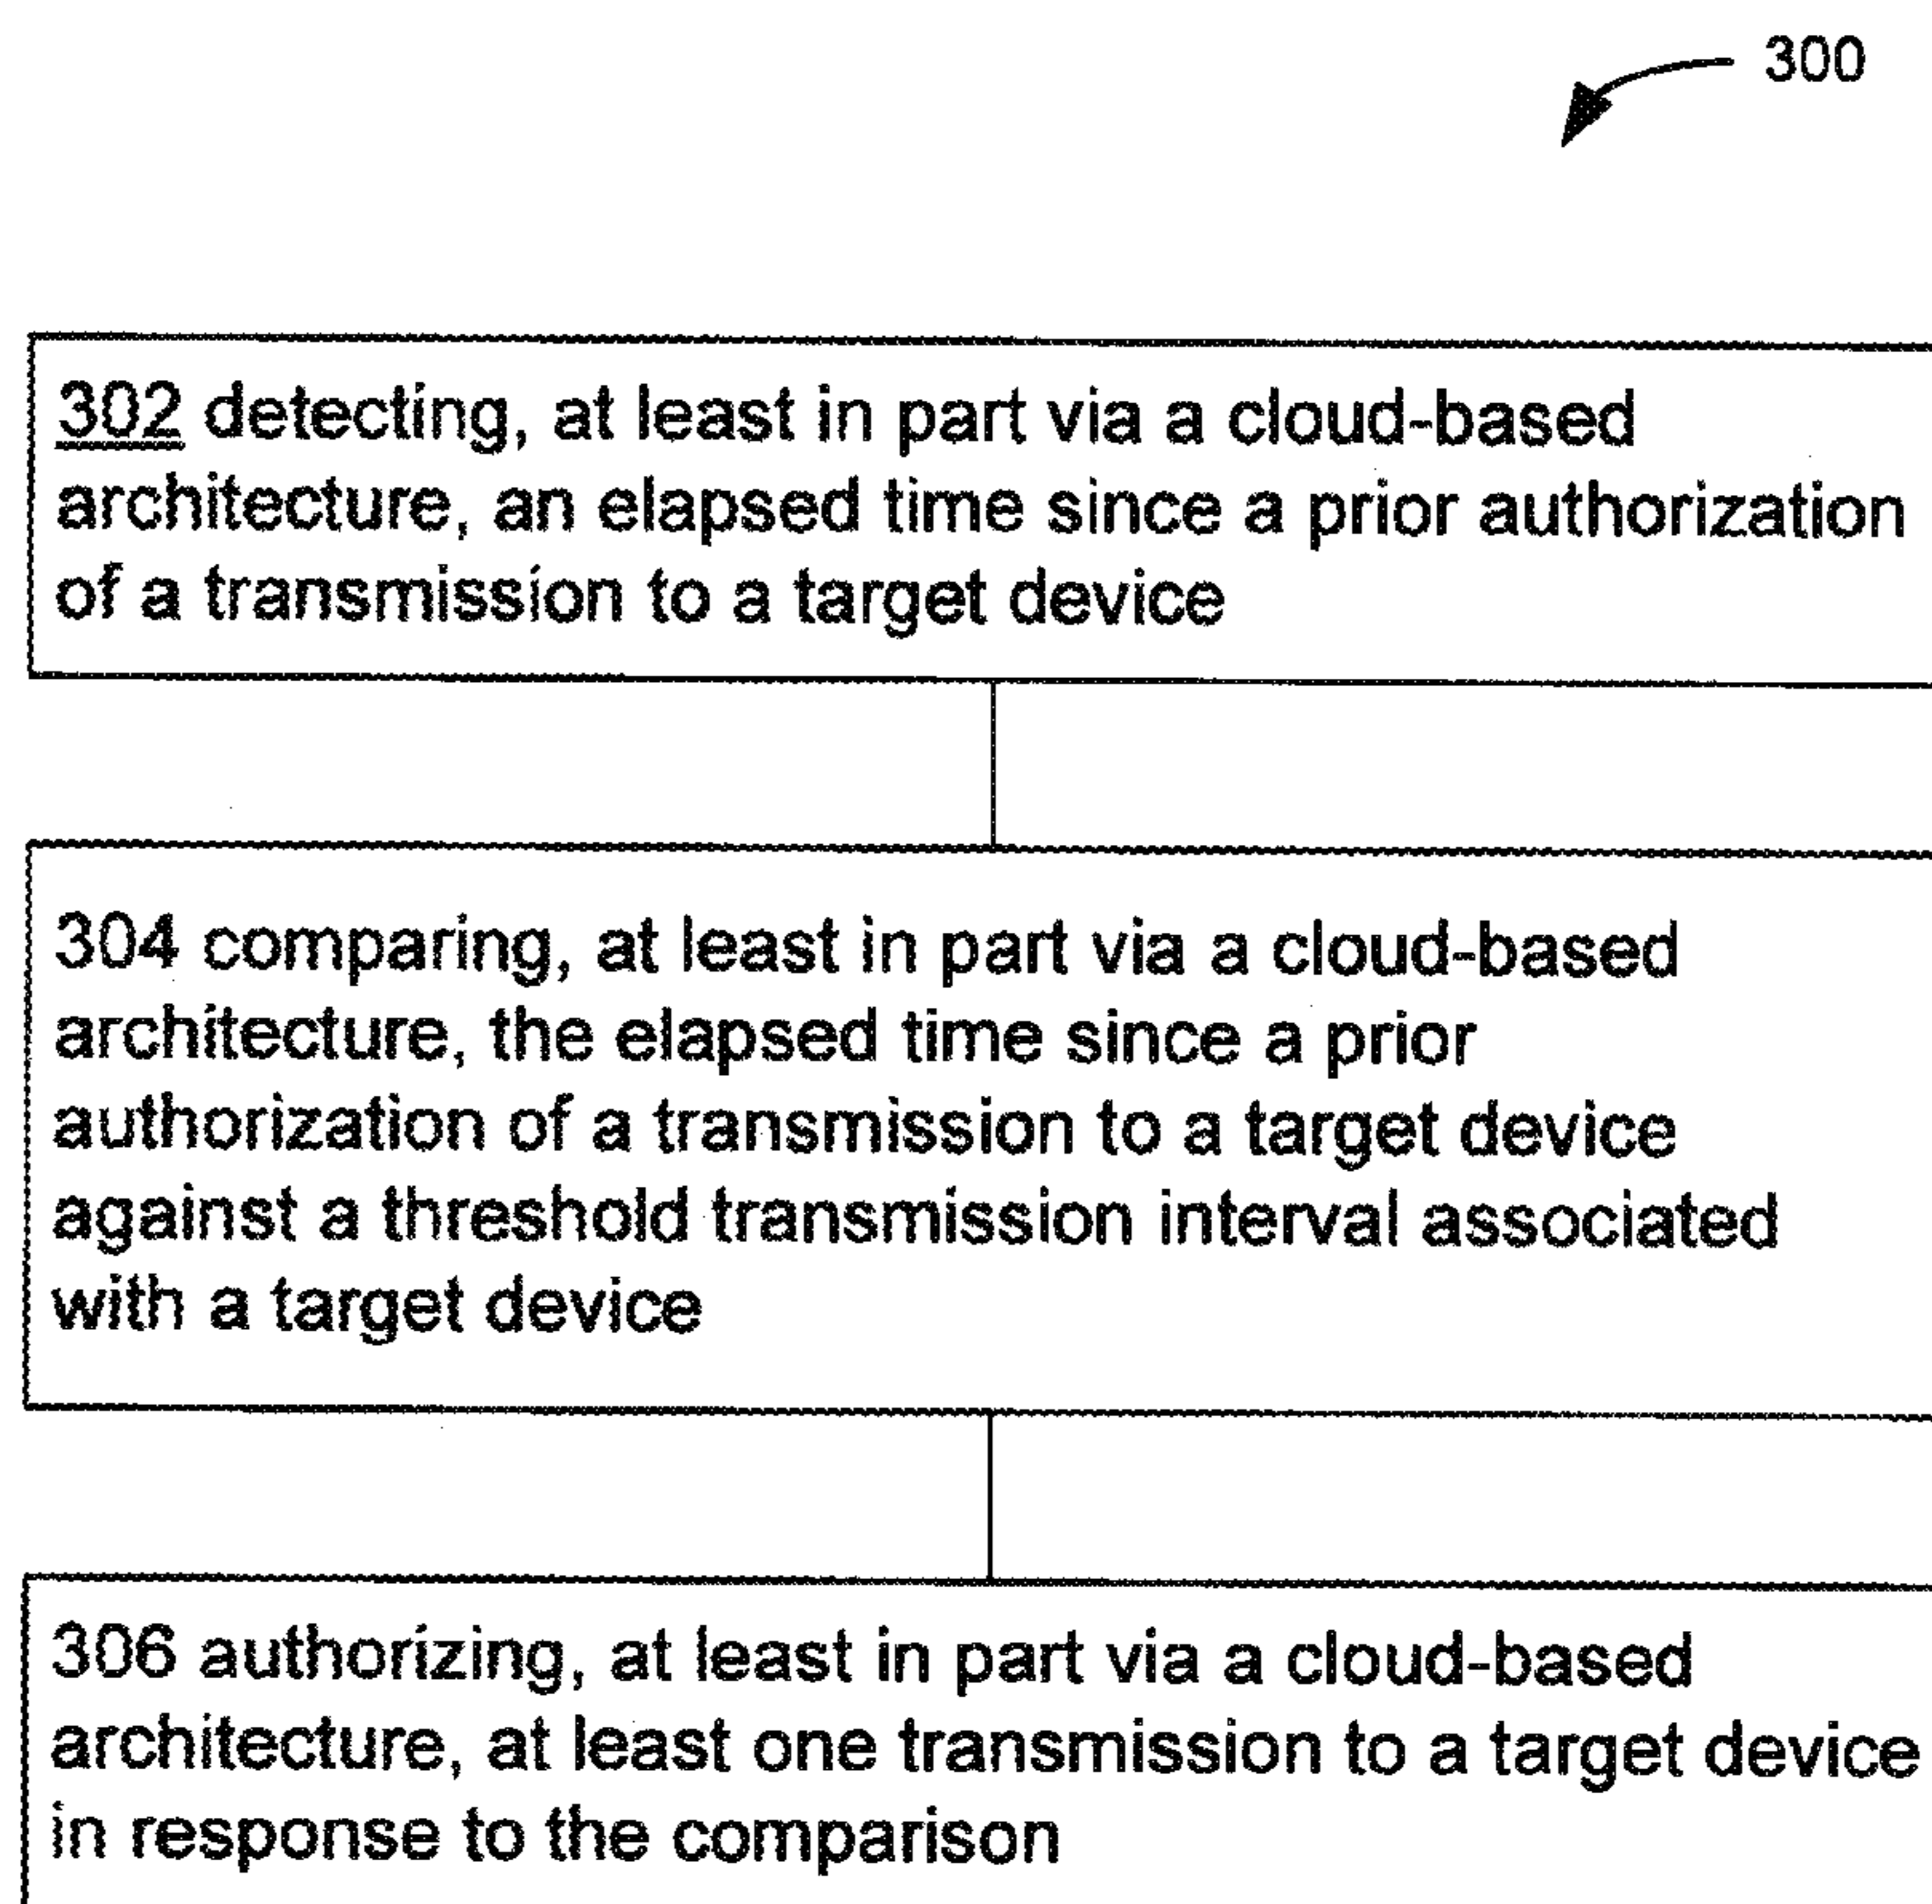 300
302 detecting, at least in part via a cloud-based
architecture, an elapsed time since a prior authorization
of a transmission to a target device
304 comparing, at least in part via a cloud-based
architecture, the elapsed time since a prior
authorization of a transmission to a target device
against a threshold transmission interval associated
with a target device
306 authorizing, at least in part via a cloud-based
architecture, at least one transmission to a target device
in response to the comparison